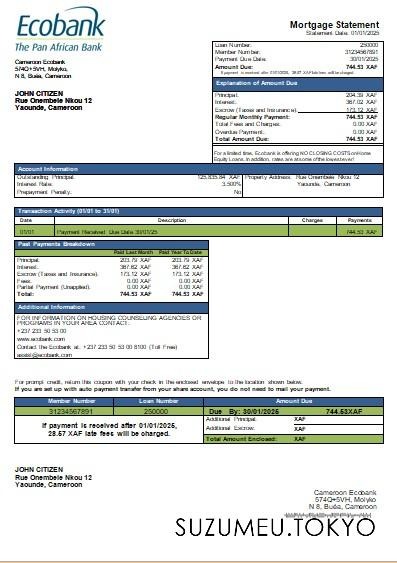 Ecobank
The Pan African Bank
Mortgage Statement
Statement Date: 01/01/2025
Cameroon Ecobank
574Q+5VH, Molyko,
N 8, Buéa, Cameroon
Loan Number: 250000
Member Number: 31234567891
Payment Due Date: 30/01/2025
Amount Due: 744.53 XAF
If payment is received after 01/01/2025, 28.67 XAF late fees will be charged.
JOHN CITIZEN
Rue Onembele Nkou 12
Yaounde, Cameroon
Explanation of Amount Due
Principal: 204.39 XAF
Interest: 367.02 XAF
Escrow (Taxes and Insurance): 173.12 XAF
Regular Monthly Payment: 744.53 XAF
Total Fees and Charges: 0.00 XAF
Overdue Payment: 0.00 XAF
Total Amount Due: 744.53 XAF
For a limited time, Ecobank is offering NO CLOSING COSTS on Home
Equity Loans. In addition, rates are at some of the lowest ever!
Account Information
Outstanding Principal: 125,835.84 XAF Property Address: Rue Onembele Nkou 12
Interest Rate: 3.500% Yaounde, Cameroon
Prepayment Penalty: No
Transaction Activity (01/01 to 31/01)
Date Description Charges Payments
01/01 Payment Received Due Date 30/01/25 744.53 XAF
Past Payments Breakdown
Paid Last Month Paid Year To Date
Principal: 203.79 XAF 203.79 XAF
Interest: 367.62 XAF 367.62 XAF
Escrow (Taxes and Insurance): 173.12 XAF 173.12 XAF
Fees: 0.00 XAF 0.00 XAF
Partial Payment (Unapplied): 0.00 XAF 0.00 XAF
Total: 744.53 XAF 744.53 XAF
Additional Information
FOR INFORMATION ON HOUSING COUNSELING AGENCIES OR
PROGRAMS IN YOUR AREA CONTACT:
+237 233 50 53 00
www.ecobank.com
Contact the Ecobank at: +237 233 50 53 00 8100 (Toll Free)
assist@ecobank.com
For prompt credit, return this coupon with your check in the enclosed envelope to the location shown below.
If you are set up with auto payment transfer from your share account, you do not need to mail your payment.
Member Number Loan Number Amount Due
31234567891 250000 Due By: 30/01/2025 744.53XAF
If payment is received after 01/01/2025,
28.67 XAF late fees will be charged.
Additional Principal: XAF
Additional Escrow: XAF
Total Amount Enclosed: XAF
JOHN CITIZEN
Rue Onembele Nkou 12
Yaounde, Cameroon
Cameroon Ecobank
574Q+5VH, Molyko
N 8, Buéa, Cameroon
SUZUMEU.TOKYO